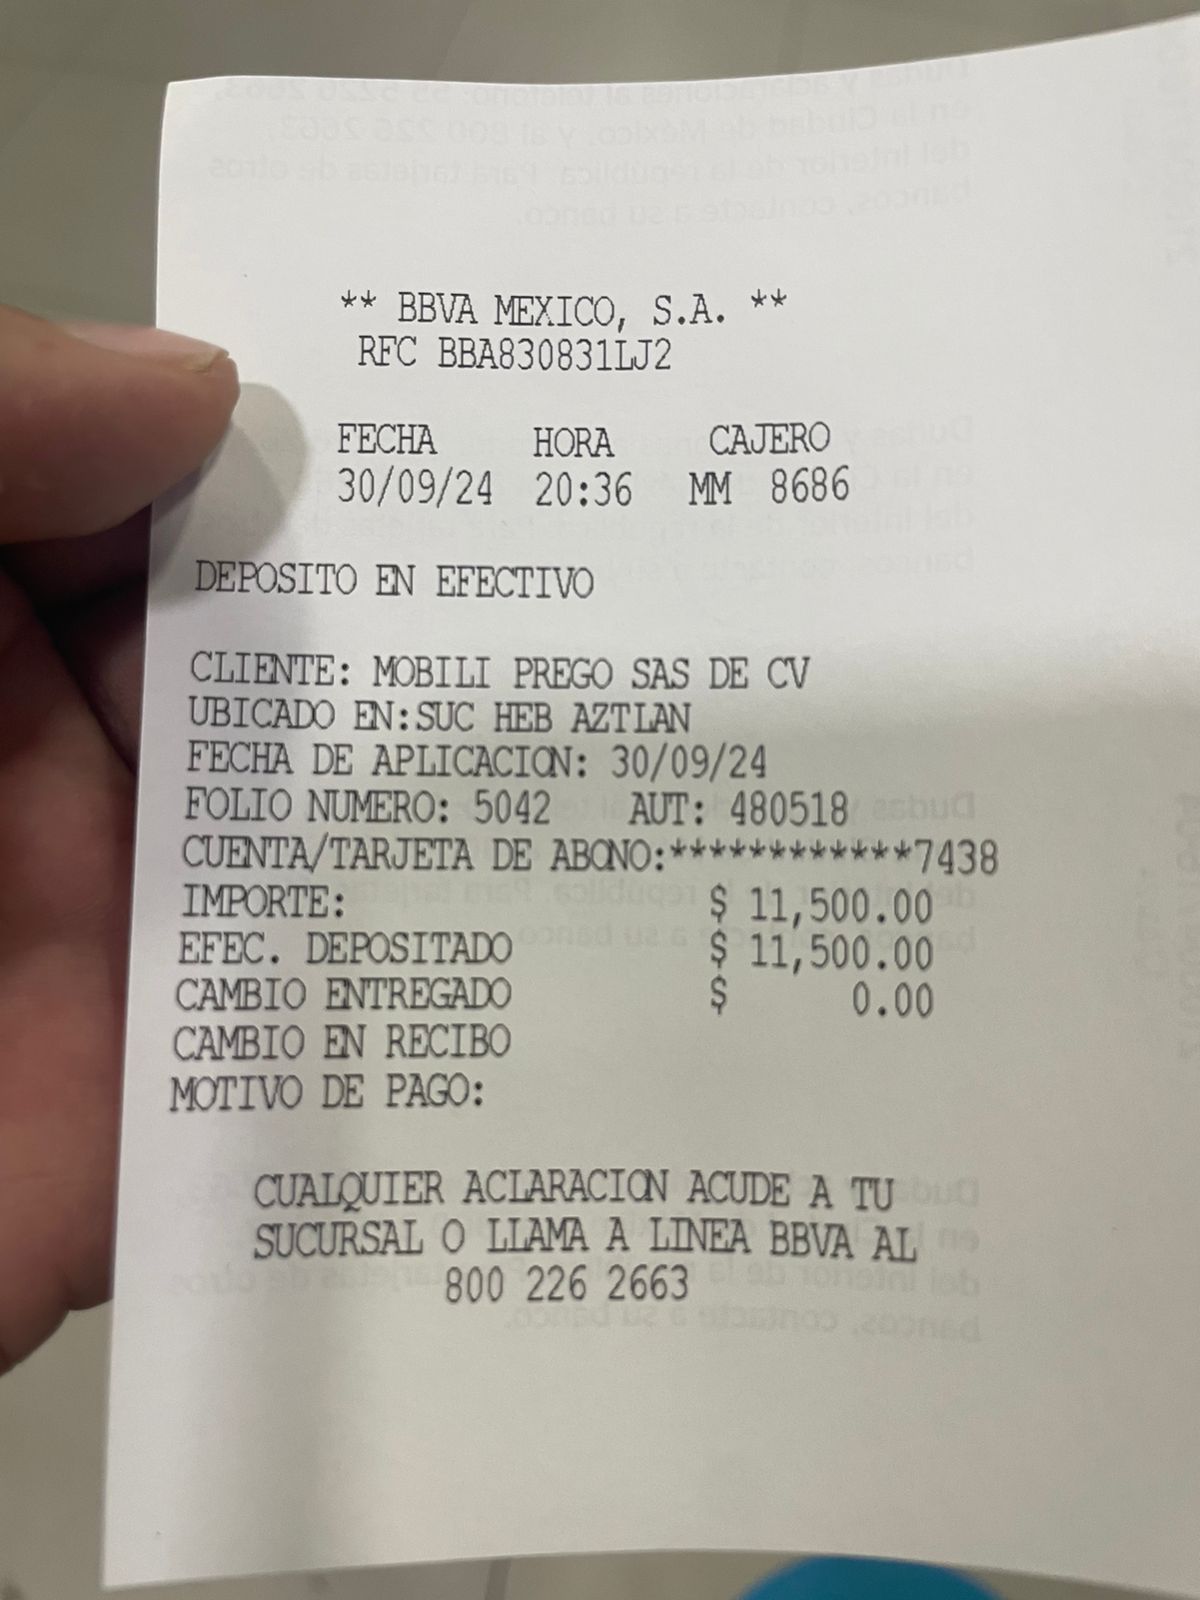 ** BBVA MEXICO, S.A. **
RFC BBA830831LJ2
FECHA HORA CAJERO
30/09/24 20:36 MM 8686
DEPOSITO EN EFECTIVO
CLIENTE: MOBILI PREGO SAS DE CV
UBICADO EN:SUC HEB AZTLAN
FECHA DE APLICACION: 30/09/24
FOLIO NUMERO: 5042 AUT: 480518
CUENTA/TARJETA DE ABONO:************7438
IMPORTE: $ 11,500.00
EFEC. DEPOSITADO $ 11,500.00
CAMBIO ENTREGADO $ 0.00
CAMBIO EN RECIBO
MOTIVO DE PAGO:
CUALQUIER ACLARACION ACUDE A TU
SUCURSAL O LLAMA A LINEA BBVA AL
800 226 2663